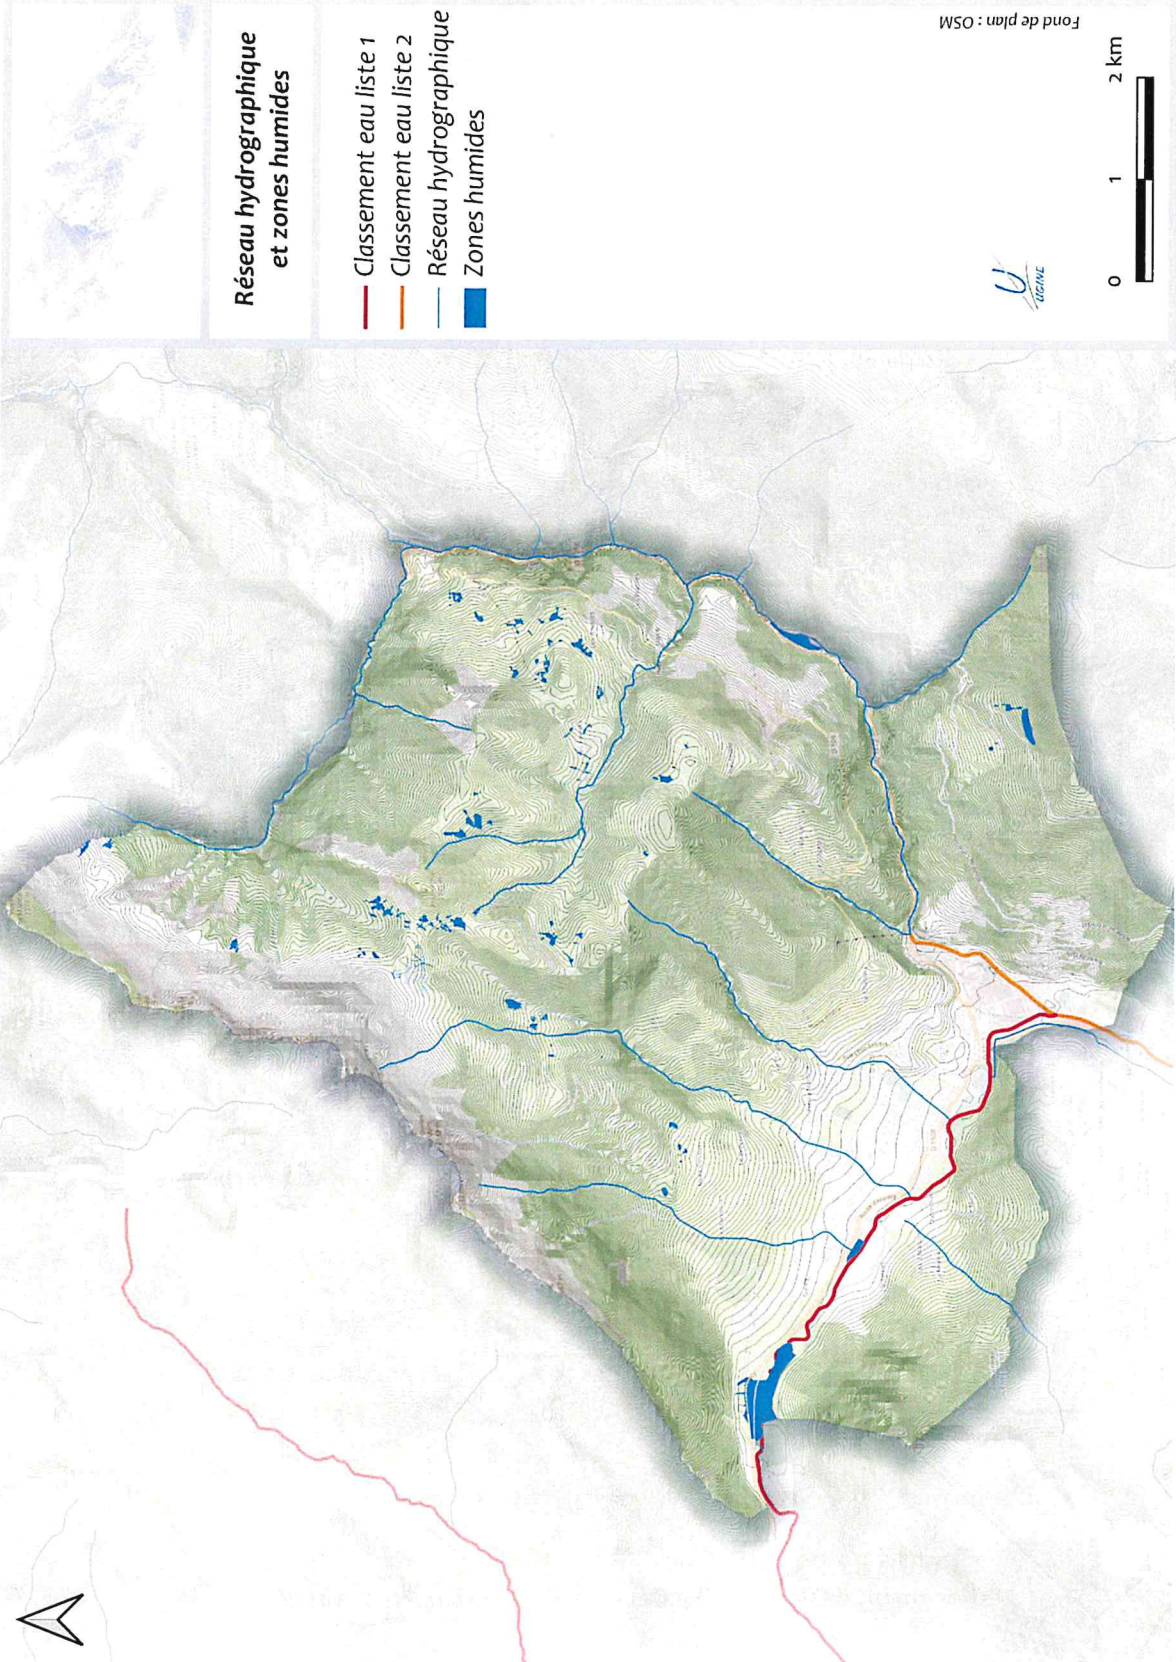 Réseau hydrographique
et zones humides
Classement eau liste 1
Classement eau liste 2
Réseau hydrographique
Zones humides
UGINE
0 1 2 km
Fond de plan : OSM